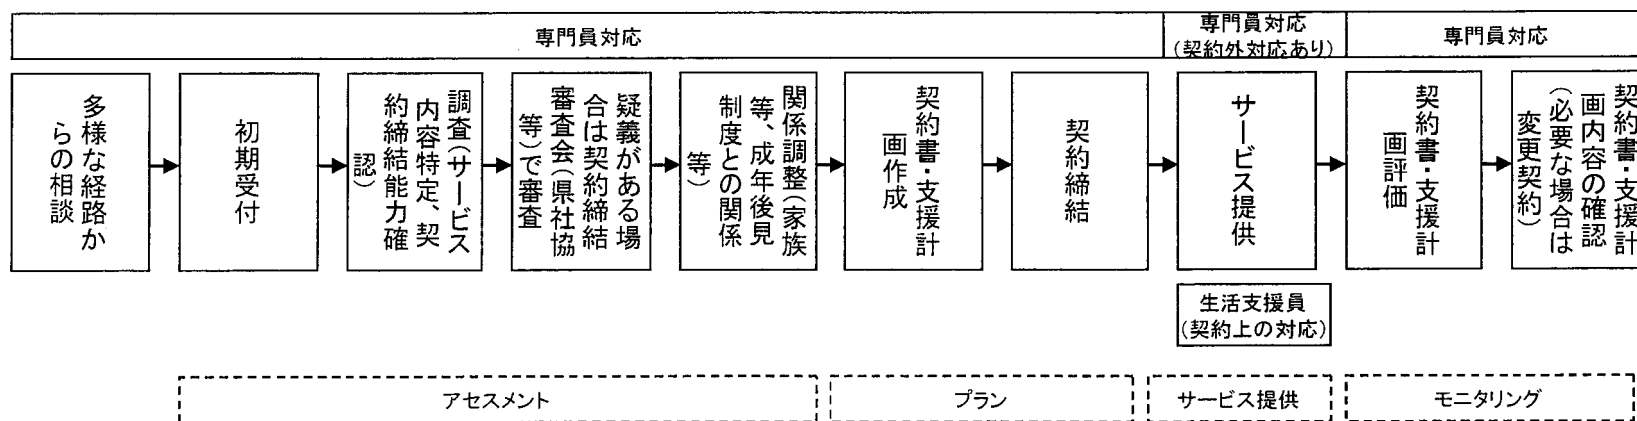 専門員対応
専門員対応
(契約外対応あり)
専門員対応
多様な経路か
らの相談
初期受付
調査(サービス
内容特定、契
約締結能力確
認)
疑義がある場
合は契約締結
審査会(県社協
等)で審査
関係調整(家族
等、成年後見
制度との関係
等)
契約書・支援計
画作成
契約締結
サービス提供
契約書・支援計
画評価
契約書・支援計
画内容の確認
(必要な場合は
変更契約)
生活支援員
(契約上の対応)
アセスメント
プラン
サービス提供
モニタリング